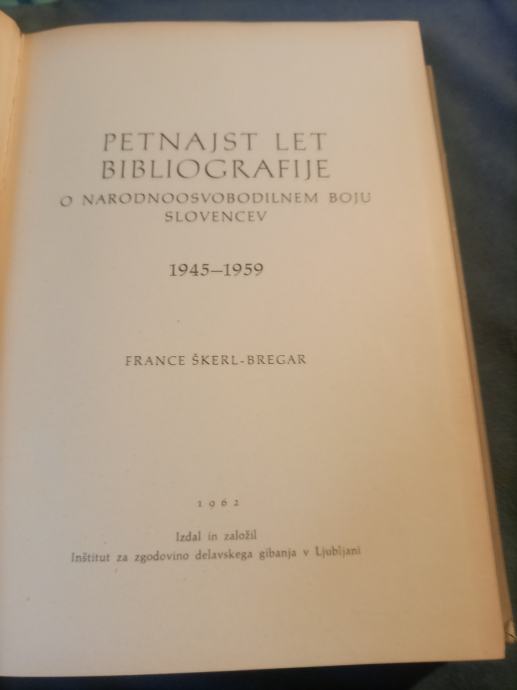 PETNAJST LET
BIBLIOGRAFIJE
O NARODNOOSVOBODILNEM BOJU
SLOVENCEV
1945–1959
FRANCE ŠKERL-BREGAR
1962
Izdal in založil
Inštitut za zgodovino delavskega gibanja v Ljubljani